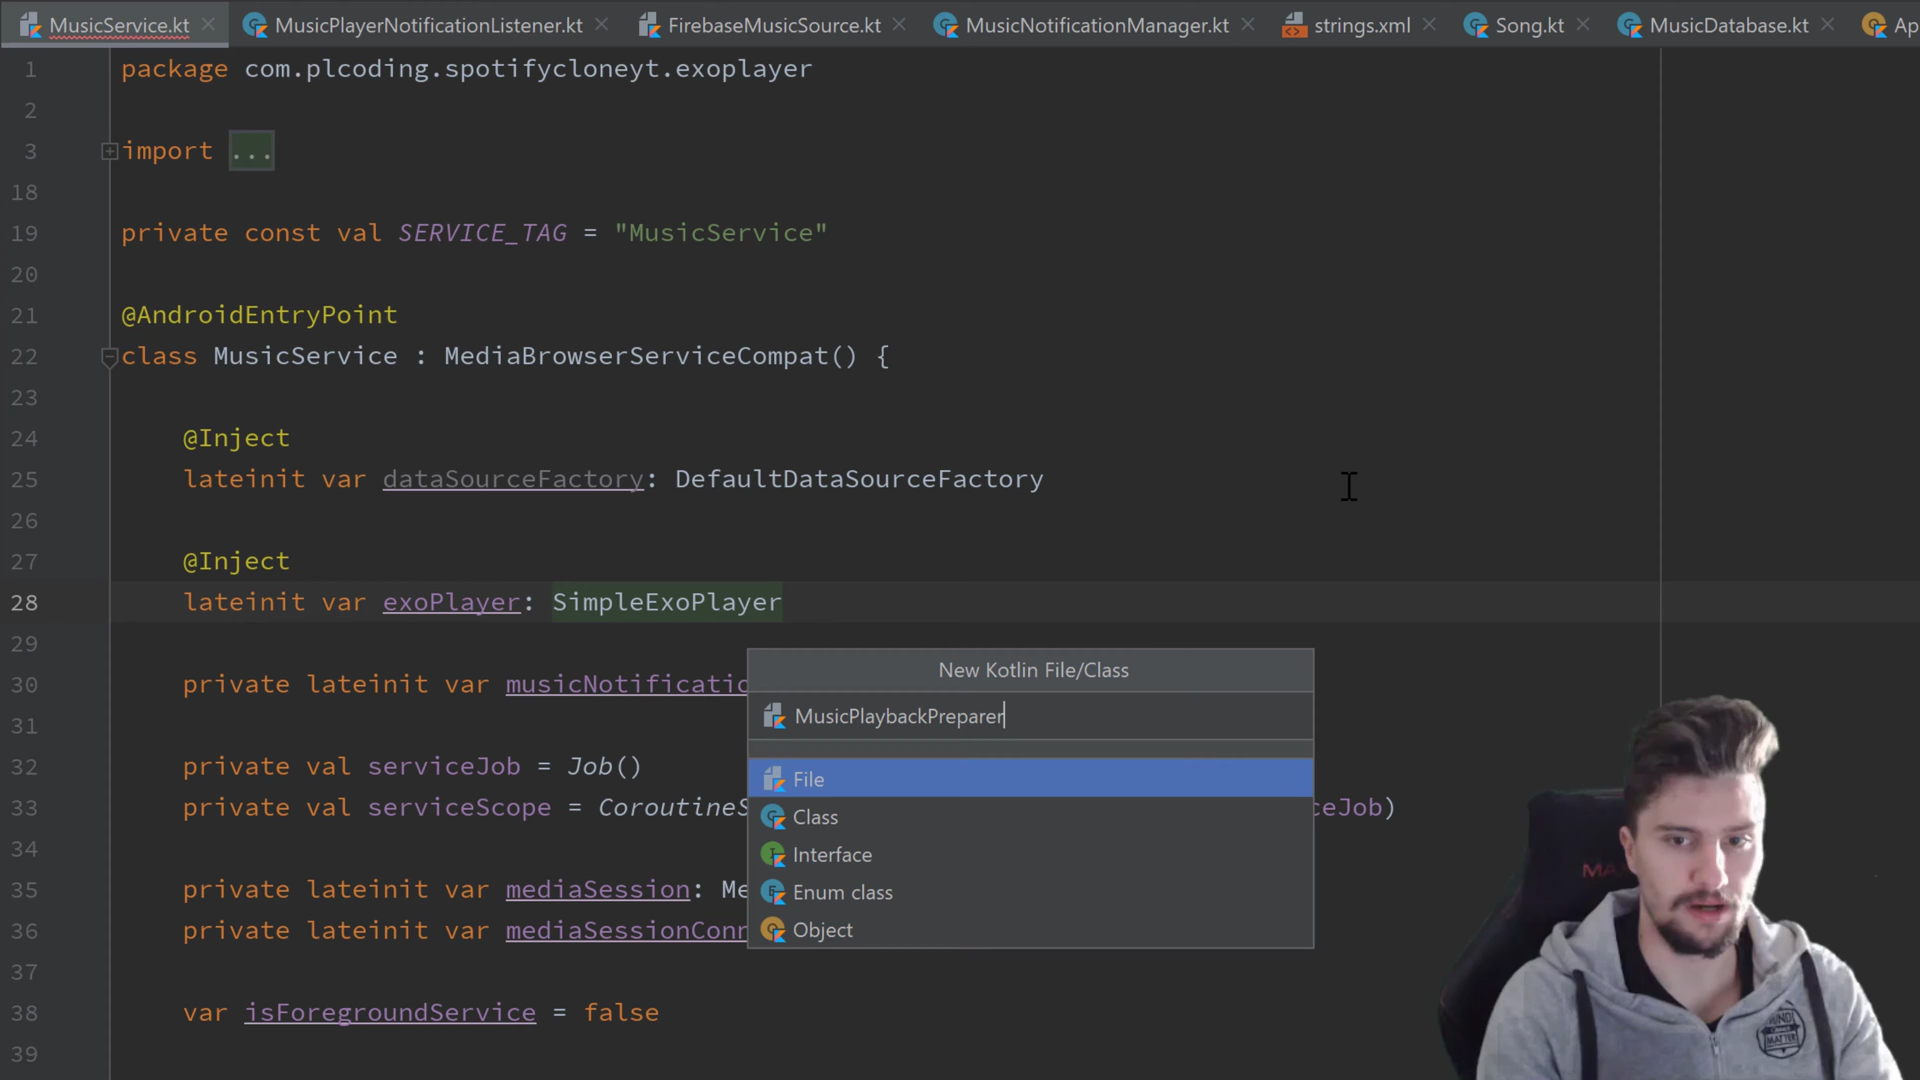 MusicService.kt MusicPlayerNotificationListener.kt FirebaseMusicSource.kt MusicNotificationManager.kt strings.xml Song.kt MusicDatabase.kt Ap
1 package com.plcoding.spotifycloneyt.exoplayer
2
3 import ...
18
19 private const val SERVICE_TAG = "MusicService"
20
21 @AndroidEntryPoint
22 class MusicService : MediaBrowserServiceCompat() {
23
24 @Inject
25 lateinit var dataSourceFactory: DefaultDataSourceFactory
26
27 @Inject
28 lateinit var exoPlayer: SimpleExoPlayer
29
30 private lateinit var musicNotificatio
31
32 private val serviceJob = Job()
33 private val serviceScope = CoroutineS ceJob)
34
35 private lateinit var mediaSession: Me
36 private lateinit var mediaSessionConn
37
38 var isForegroundService = false
39
New Kotlin File/Class
MusicPlaybackPreparer
File
Class
Interface
Enum class
Object
MATTER